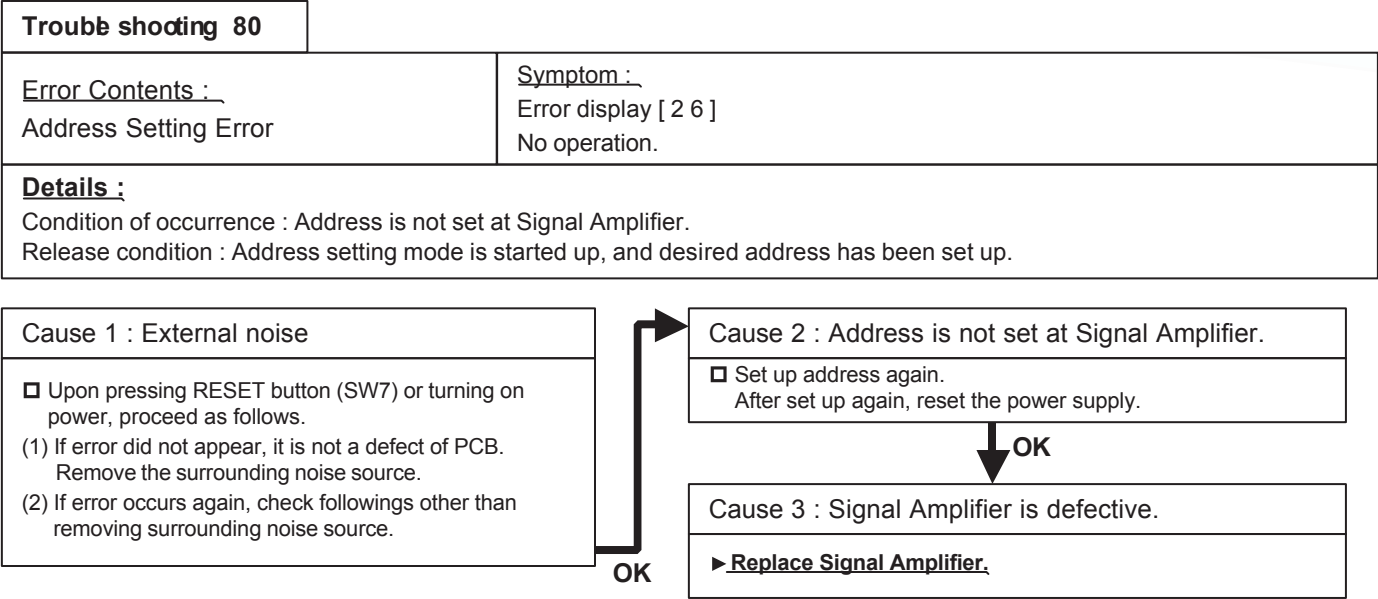 Trouble shooting 80
Error Contents :
Address Setting Error
Symptom :
Error display [ 2 6 ]
No operation.
Details :
Condition of occurrence : Address is not set at Signal Amplifier.
Release condition : Address setting mode is started up, and desired address has been set up.
Cause 1 : External noise
Upon pressing RESET button (SW7) or turning on
power, proceed as follows.
(1) If error did not appear, it is not a defect of PCB.
Remove the surrounding noise source.
(2) If error occurs again, check followings other than
removing surrounding noise source.
OK
Cause 2 : Address is not set at Signal Amplifier.
Set up address again.
After set up again, reset the power supply.
OK
Cause 3 : Signal Amplifier is defective.
►Replace Signal Amplifier.